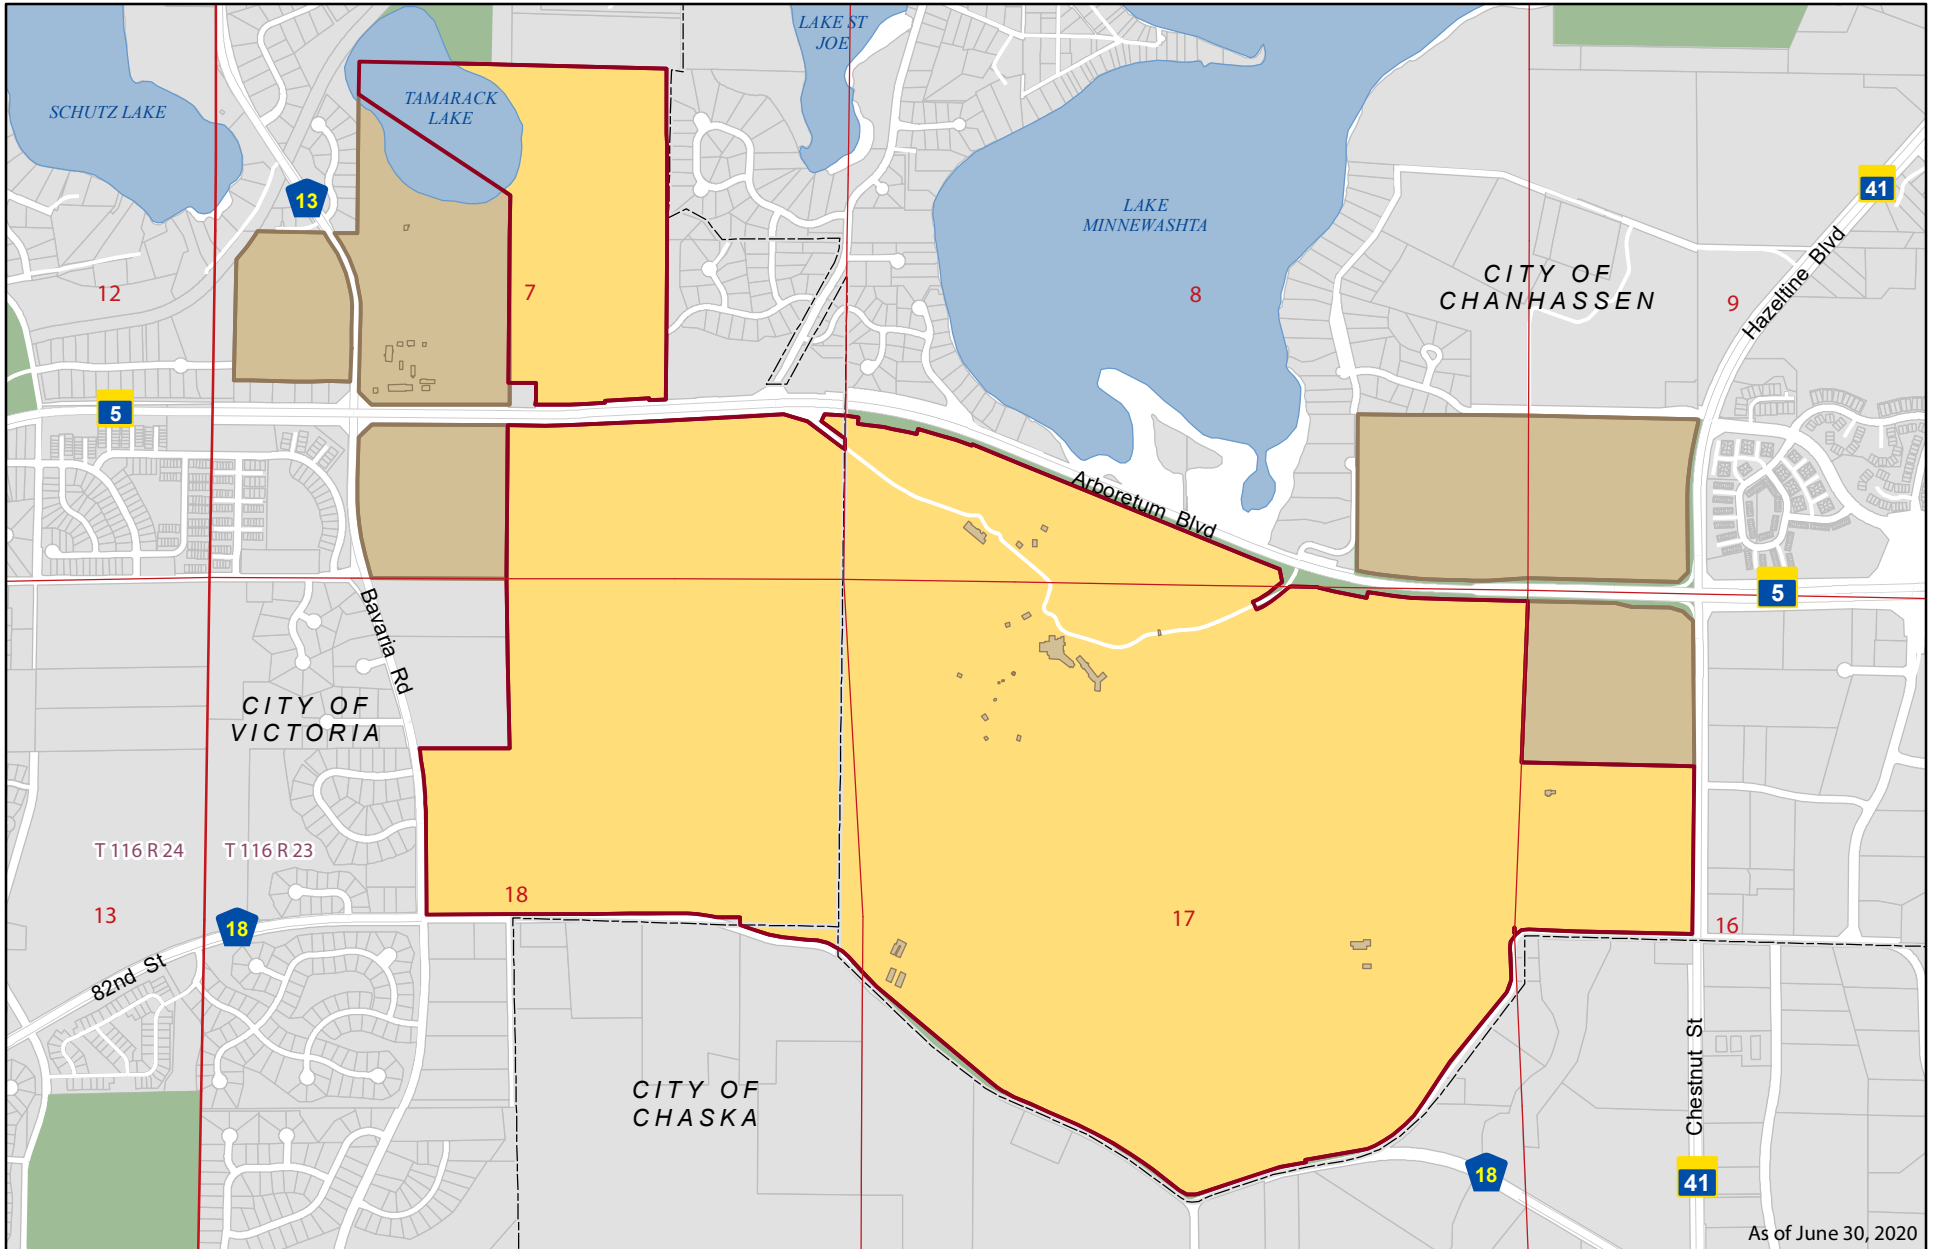 LAKE ST
JOE
SCHUTZ LAKE
TAMARACK
LAKE
41
13
LAKE
MINNEWASHTA
CITY OF
CHANHASSEN
Hazeltine Blvd
12
7
8
9
5
Arboretum Blvd
5
Bavaria Rd
CITY OF
VICTORIA
T 116 R 24
T 116 R 23
18
13
18
17
16
82nd St
CITY OF
CHASKA
Chestnut St
18
41
As of June 30, 2020